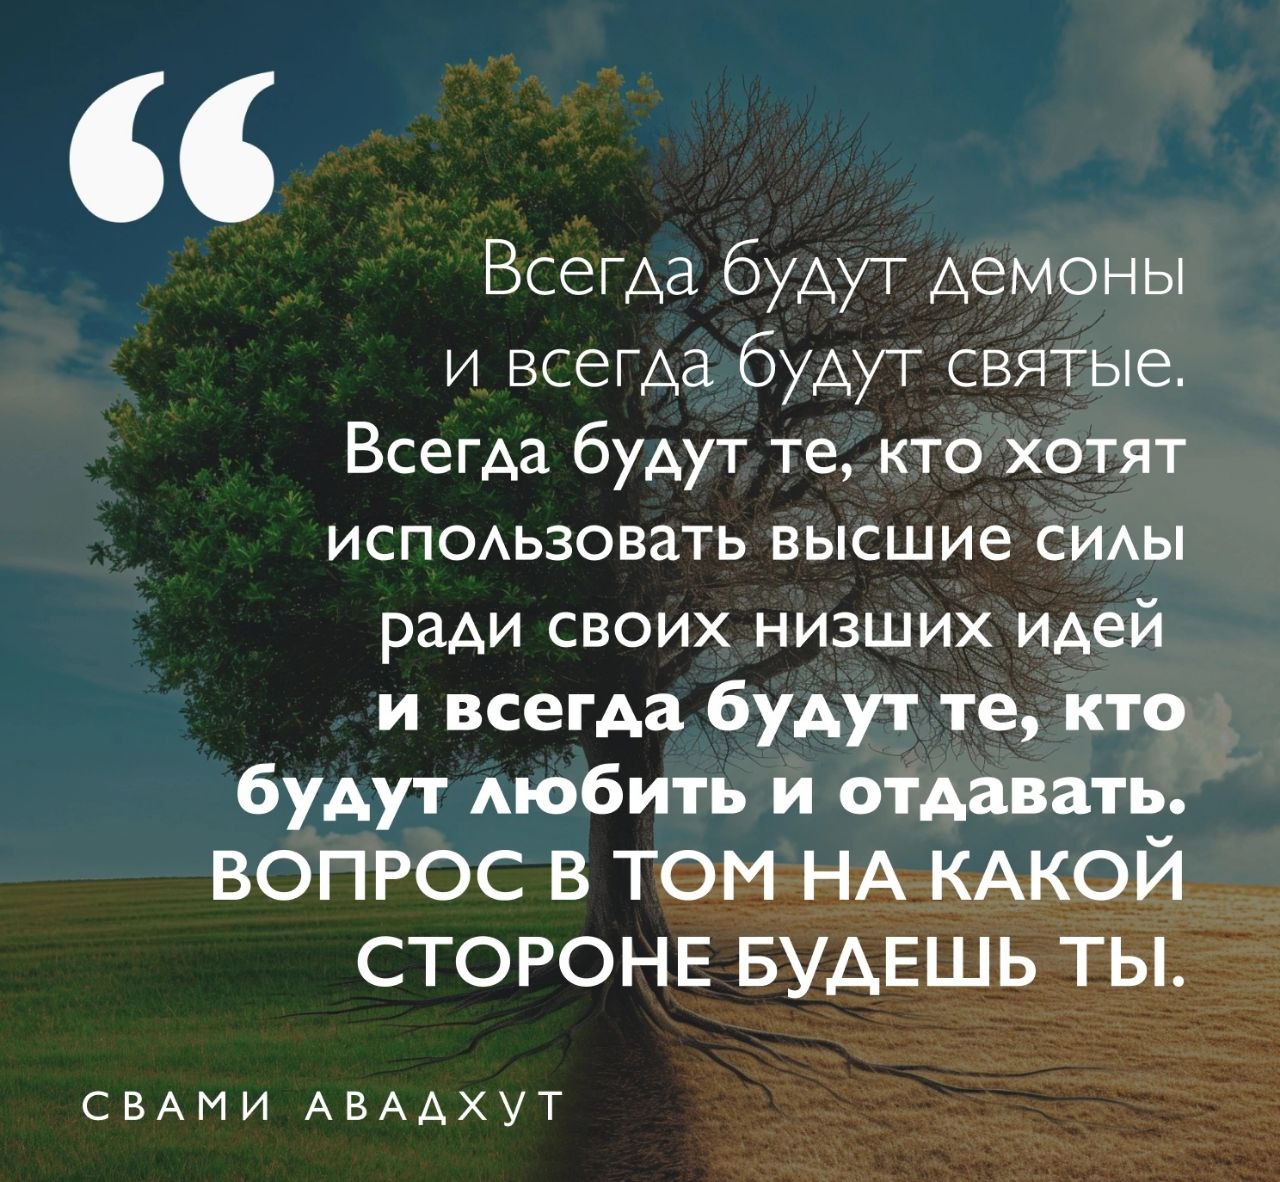 “
Всегда будут демоны
и всегда будут святые.
Всегда будут те, кто хотят
использовать высшие силы
ради своих низших идей
и всегда будут те, кто
будут любить и отдавать.
ВОПРОС В ТОМ НА КАКОЙ
СТОРОНЕ БУДЕШЬ ТЫ.
СВАМИ АВАДХУТ